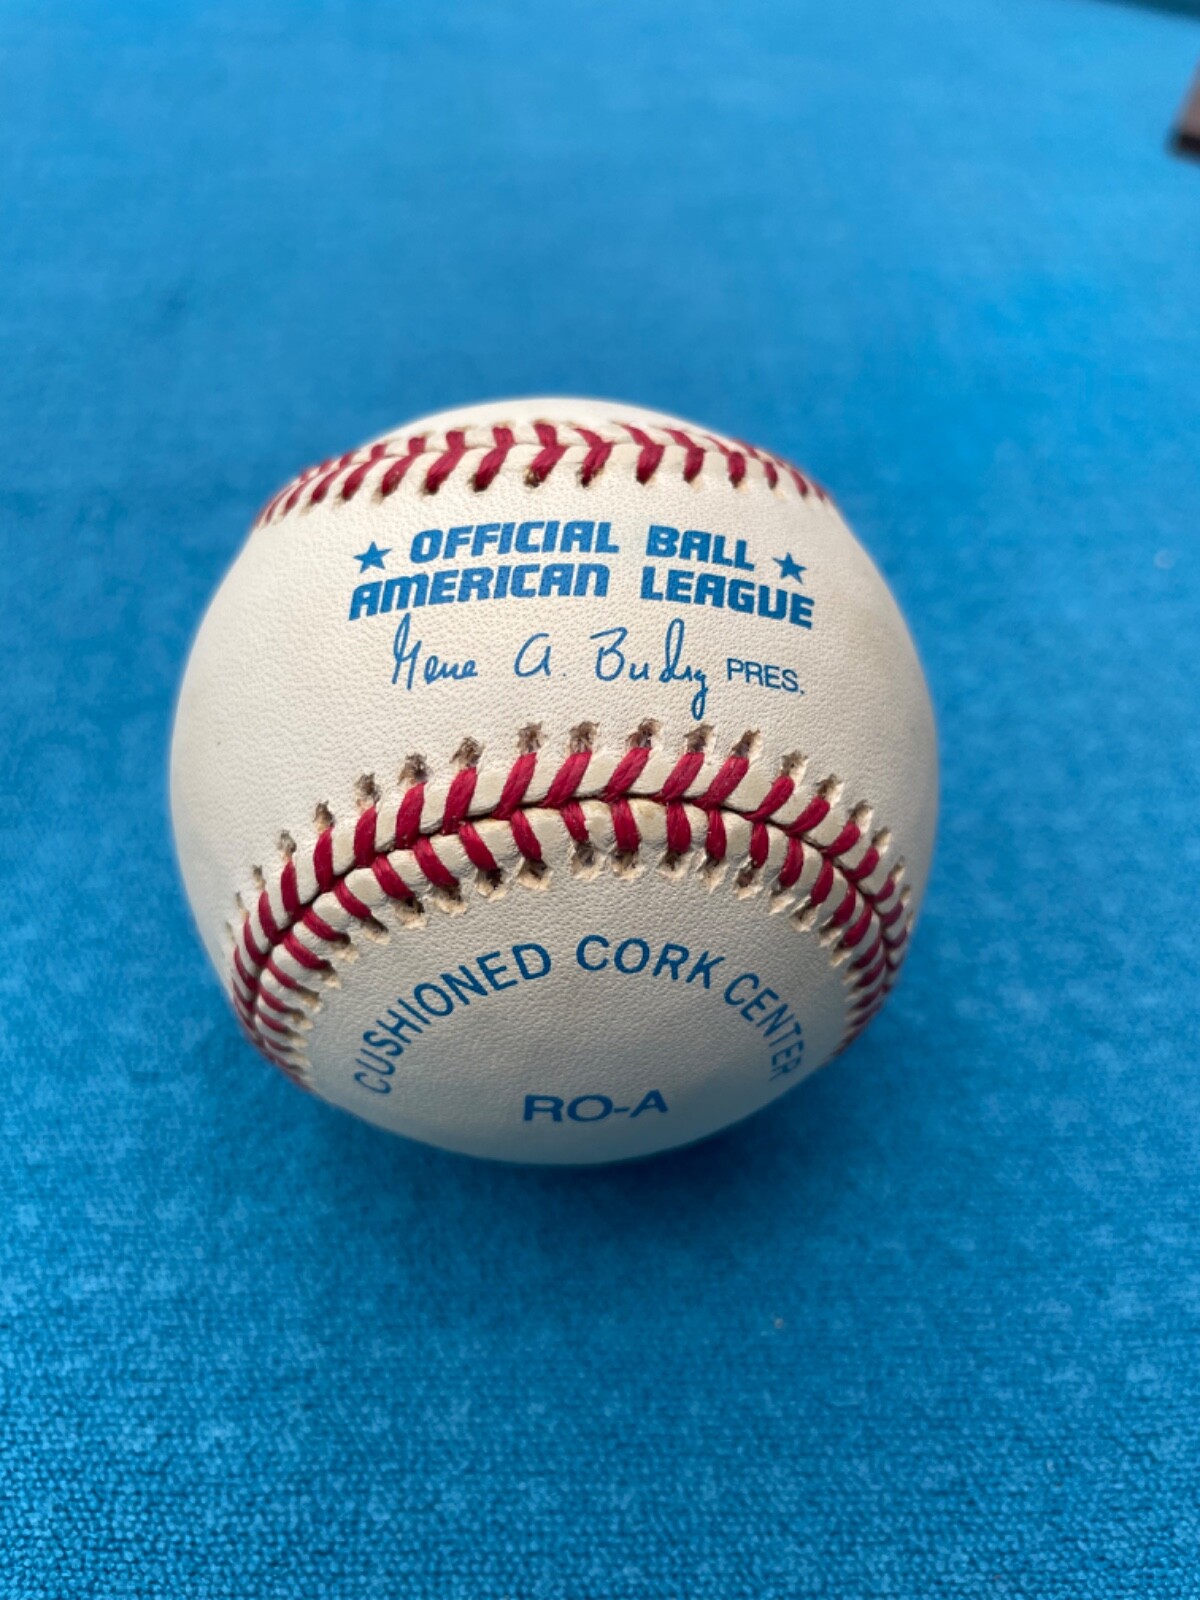 ★ OFFICIAL BALL ★
AMERICAN LEAGUE
Gene A. Budig PRES.
CUSHIONED CORK CENTER
RO-A